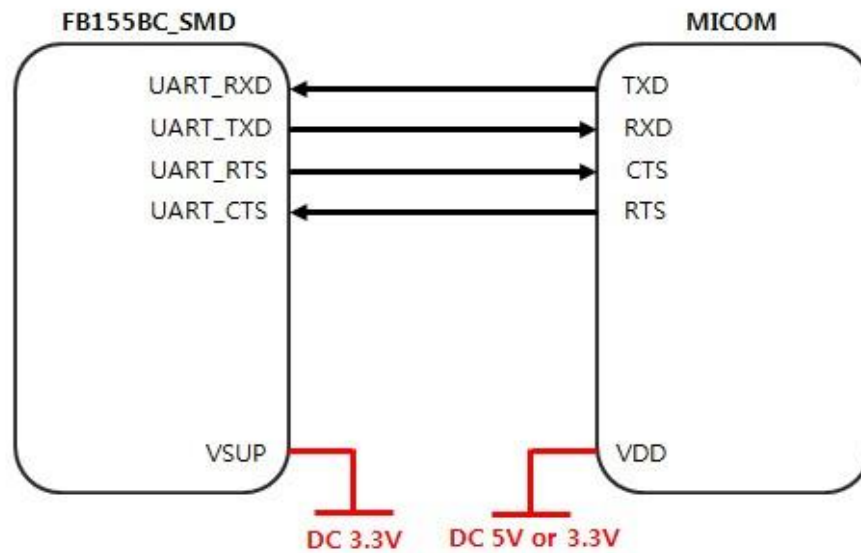 FB155BC_SMD
MICOM
UART_RXD
TXD
UART_TXD
RXD
UART_RTS
CTS
UART_CTS
RTS
VSUP
VDD
DC 3.3V
DC 5V or 3.3V